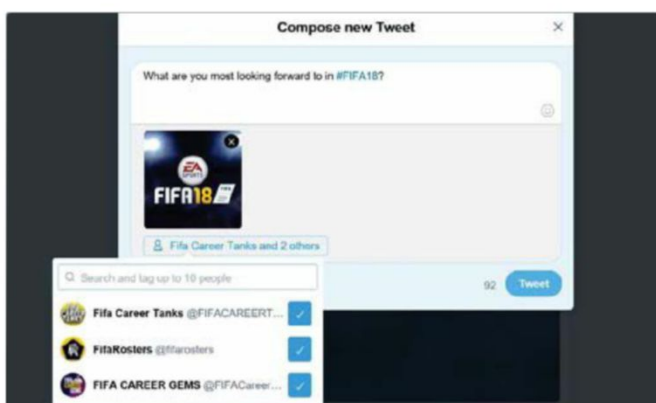 Compose new Tweet
What are you most looking forward to in #FIFA18?
EA
SPORTS
FIFA18
Fifa Career Tanks and 2 others
Search and tag up to 10 people
92 Tweet
Fifa Career Tanks @FIFACAREERT...
FifaRosters @fifarosters
FIFA CAREER GEMS @FIFACareer...